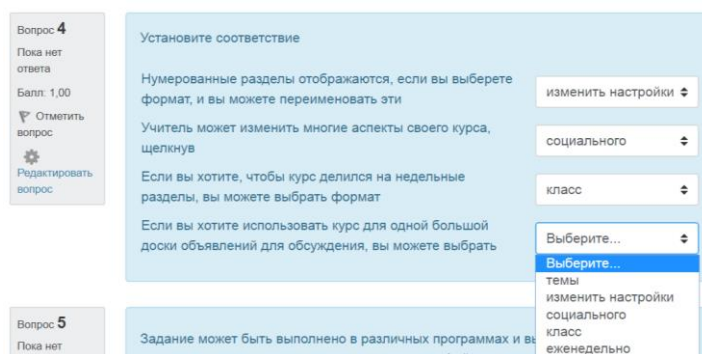 Вопрос 4
Пока нет
ответа
Балл: 1,00
Отметить
вопрос
Редактировать
вопрос
Установите соответствие
Нумерованные разделы отображаются, если вы выберете
формат, и вы можете переименовать эти
изменить настройки
Учитель может изменить многие аспекты своего курса,
щелкнув
социального
Если вы хотите, чтобы курс делился на недельные
разделы, вы можете выбрать формат
класс
Если вы хотите использовать курс для одной большой
доски объявлений для обсуждения, вы можете выбрать
Выберите...
Выберите...
темы
изменить настройки
социального
класс
еженедельно
Вопрос 5
Пока нет
Задание может быть выполнено в различных программах и